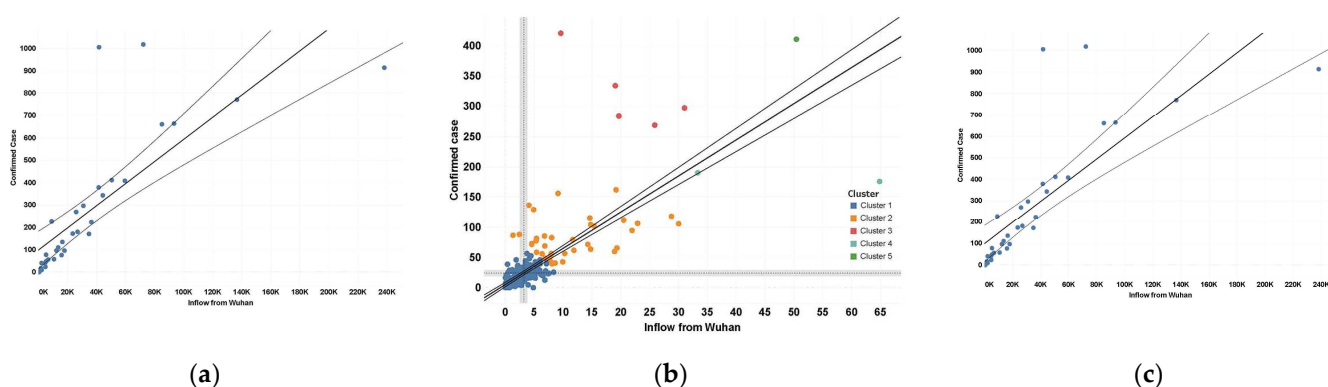 1000
900
800
700
600
500
400
300
200
100
0
Confirmed Case
0K 20K 40K 60K 80K 100K 120K 140K 160K 180K 200K 220K 240K
Inflow from Wuhan
(a)
400
350
300
250
200
150
100
50
0
Confirmed case
Cluster
Cluster 1
Cluster 2
Cluster 3
Cluster 4
Cluster 5
0 5 10 15 20 25 30 35 40 45 50 55 60 65
Inflow from Wuhan
(b)
1000
900
800
700
600
500
400
300
200
100
0
Confirmed Case
0K 20K 40K 60K 80K 100K 120K 140K 160K 180K 200K 220K 240K
Inflow from Wuhan
(c)